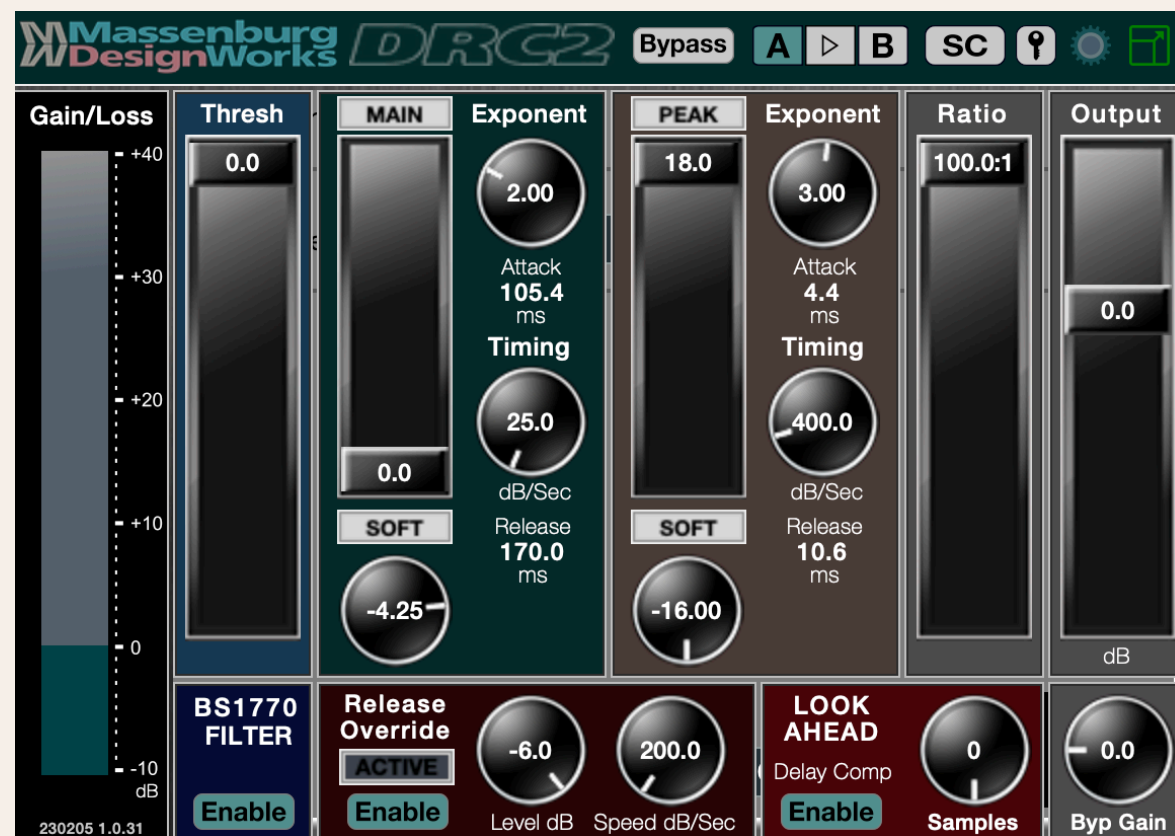 Massenburg
DesignWorks
DRC2
Bypass
A
B
SC
Gain/Loss
+40
+30
+20
+10
0
-10
dB
230205 1.0.31
Thresh
0.0
MAIN
0.0
SOFT
-4.25
Exponent
2.00
Attack
105.4
ms
Timing
25.0
dB/Sec
Release
170.0
ms
PEAK
18.0
SOFT
-16.00
Exponent
3.00
Attack
4.4
ms
Timing
400.0
dB/Sec
Release
10.6
ms
Ratio
100.0:1
Output
0.0
dB
BS1770
FILTER
Enable
Release
Override
ACTIVE
Enable
-6.0
Level dB
200.0
Speed dB/Sec
LOOK
AHEAD
Delay Comp
Enable
0
Samples
0.0
Byp Gain